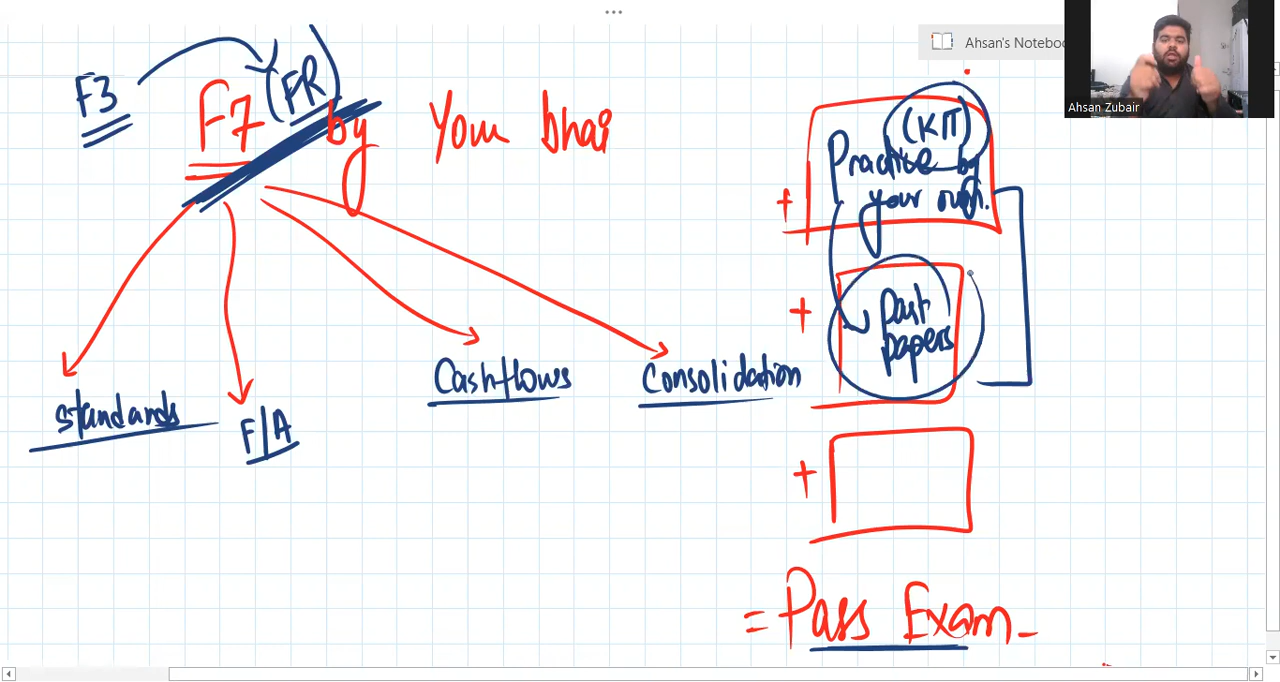 Ahsan's Noteboo
Ahsan Zubair
F3
(FR)
F7 by Your bhai
standards
F/A
Cashflows
Consolidation
+
(KIT)
Practice by
your own.
+
Past
papers
+
= Pass Exam